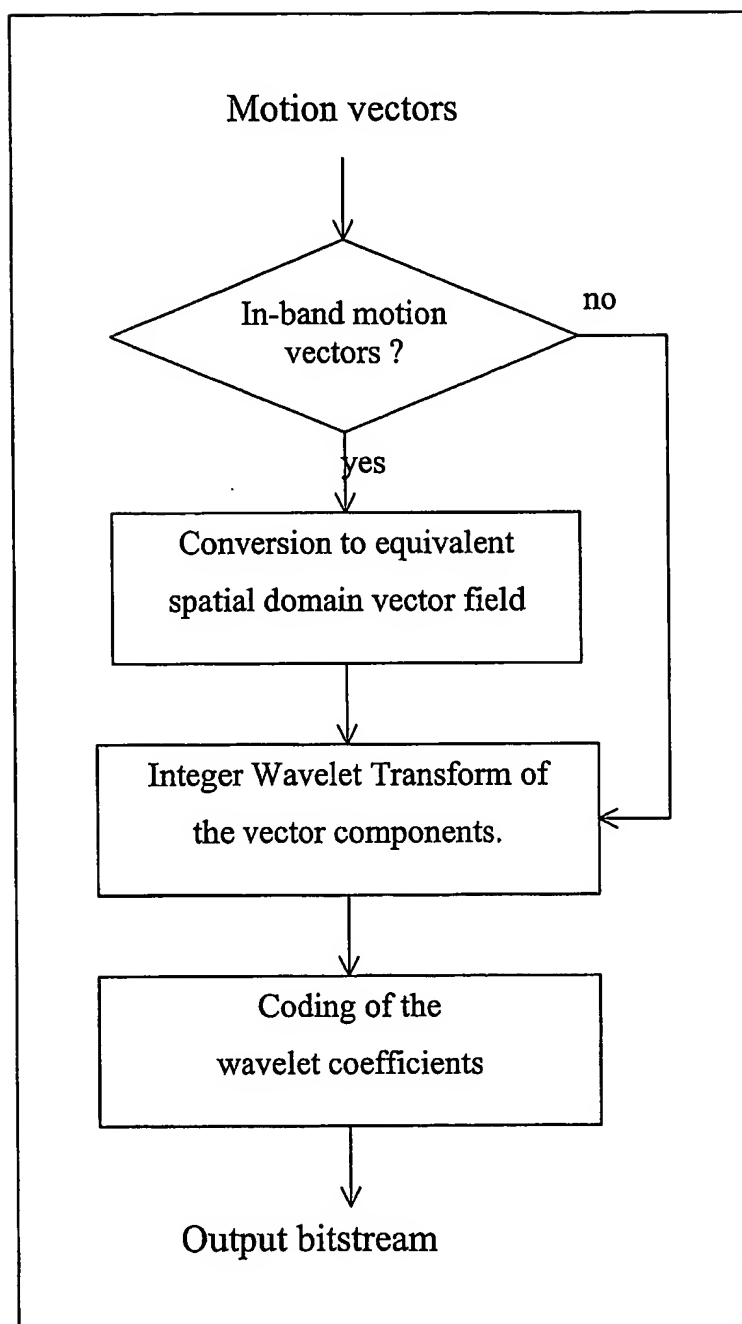 Motion vectors
In-band motion
vectors ?
no
yes
Conversion to equivalent
spatial domain vector field
Integer Wavelet Transform of
the vector components.
Coding of the
wavelet coefficients
Output bitstream